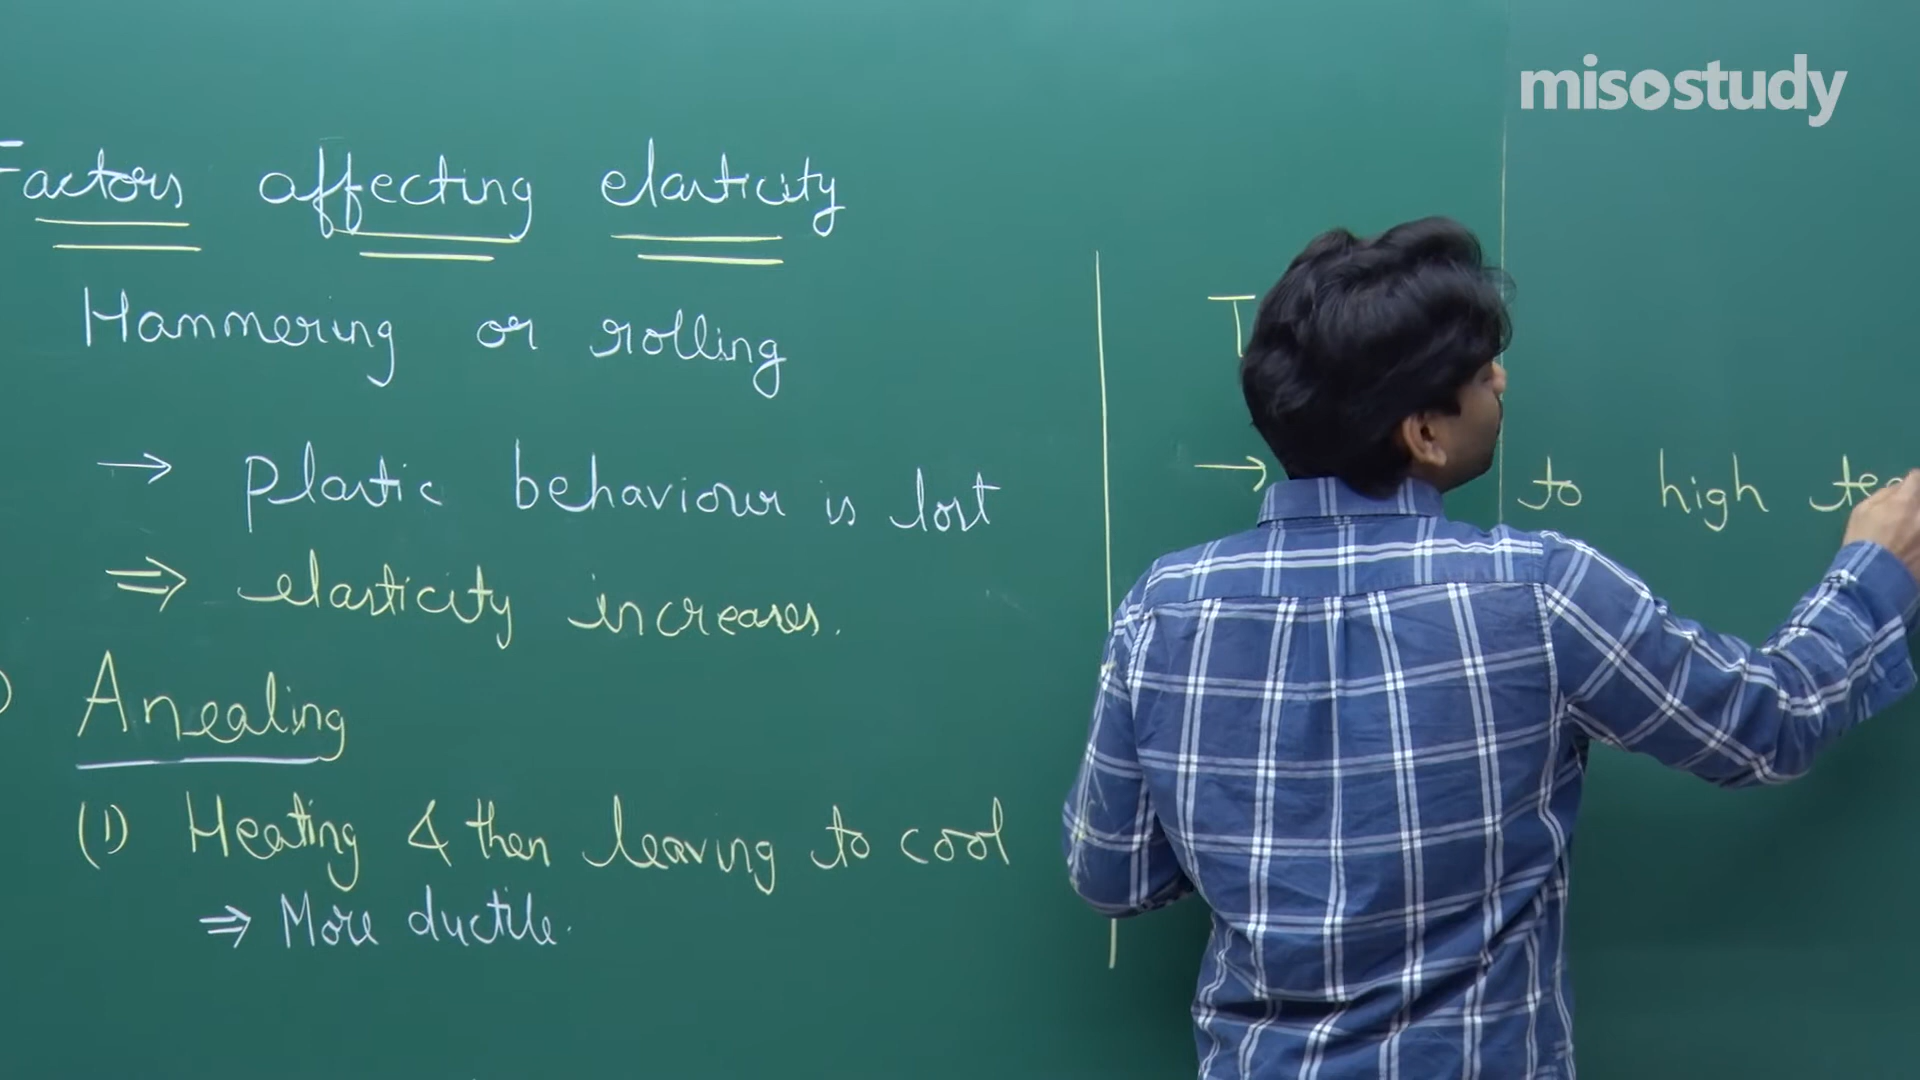 misostudy
Factors affecting elasticity
Hammering or rolling
→ plastic behaviour is lost
⇒ elasticity increases.
) Anealing
(1) Heating & then leaving to cool
⇒ More ductile.
T
→ to high te